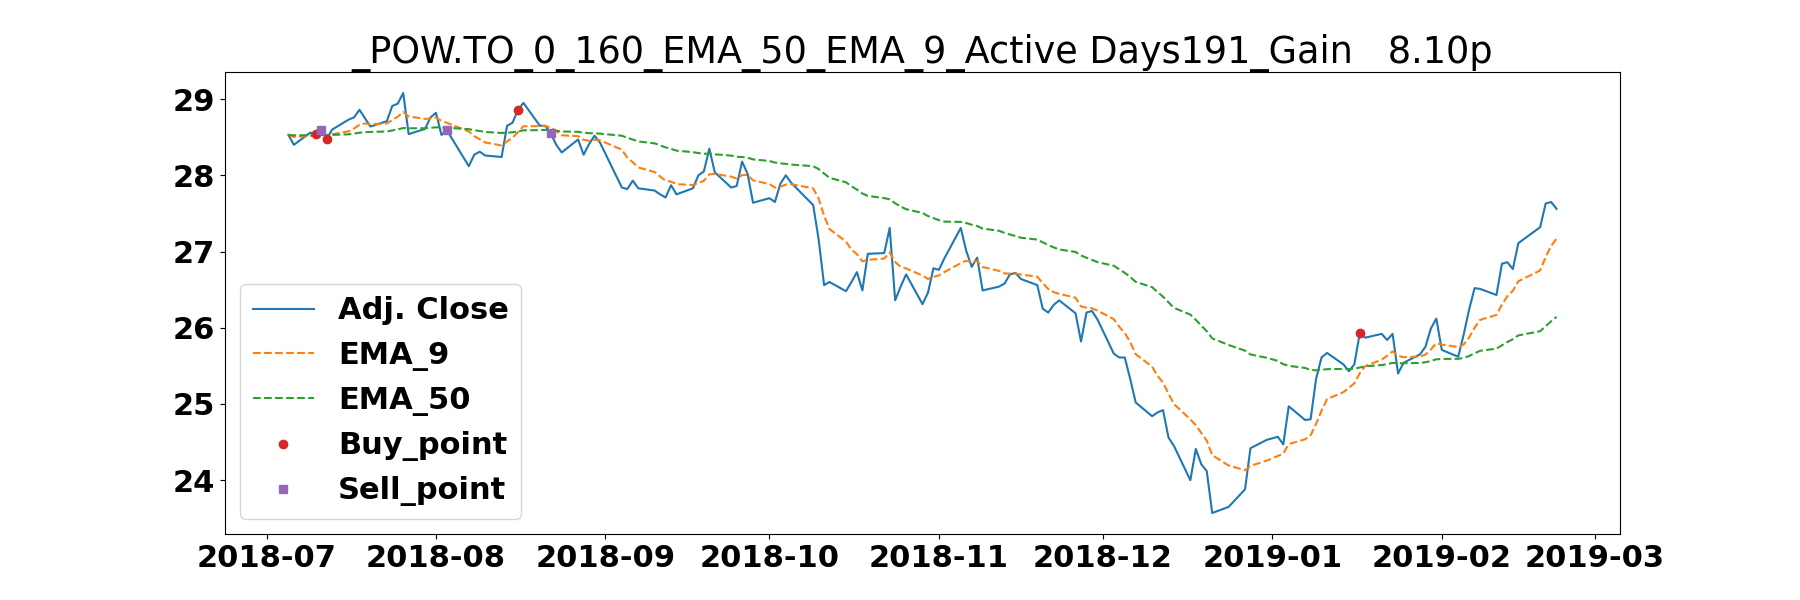 _POW.TO_0_160_EMA_50_EMA_9_Active Days191_Gain   8.10p
29
28
27
26
25
24
Adj. Close
EMA_9
EMA_50
Buy_point
Sell_point
2018-07 2018-08 2018-09 2018-10 2018-11 2018-12 2019-01 2019-02 2019-03